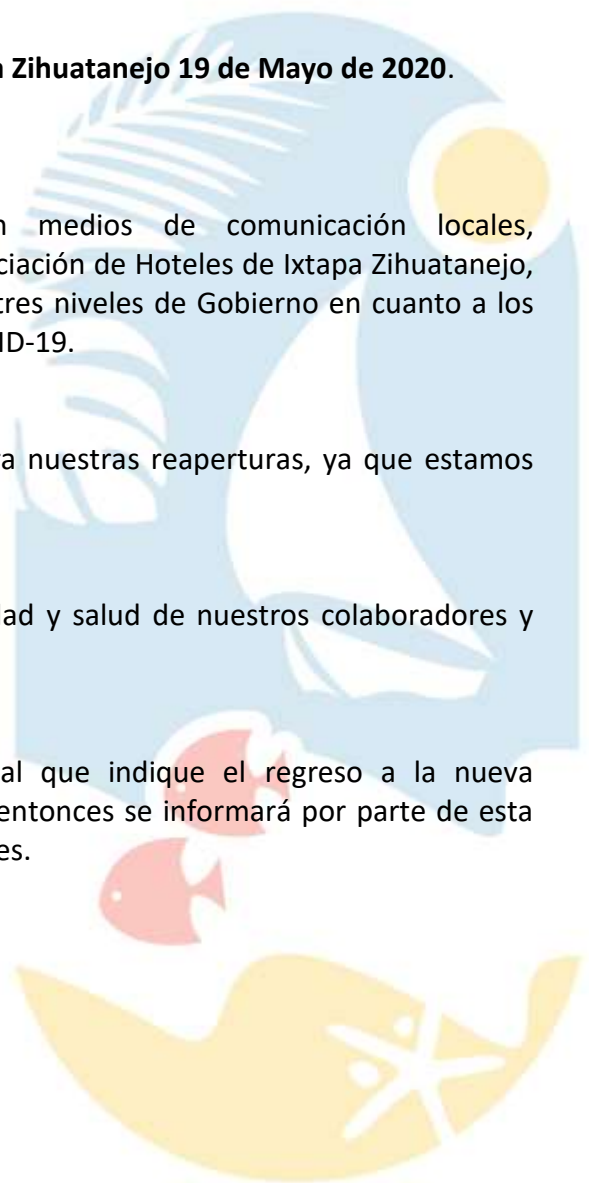 Zihuatanejo 19 de Mayo de 2020.
medios de comunicación locales,
ciación de Hoteles de Ixtapa Zihuatanejo,
tres niveles de Gobierno en cuanto a los
ID-19.
a nuestras reaperturas, ya que estamos
dad y salud de nuestros colaboradores y
al que indique el regreso a la nueva
entonces se informará por parte de esta
es.